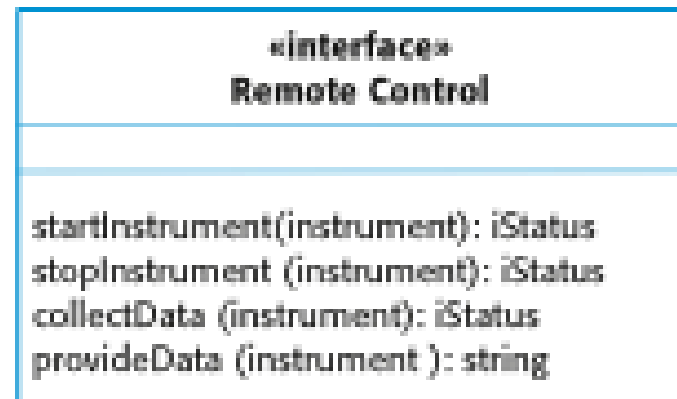 «interface»
Remote Control
startInstrument(instrument): iStatus
stopInstrument (instrument): iStatus
collectData (instrument): iStatus
provideData (instrument ): string